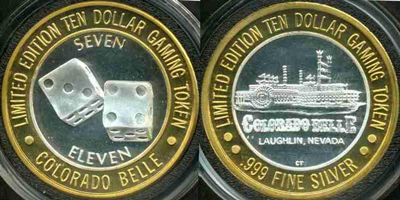 LIMITED EDITION TEN DOLLAR GAMING TOKEN
SEVEN
ELEVEN
• COLORADO BELLE •
LIMITED EDITION TEN DOLLAR GAMING TOKEN
COLORADO BELLE
LAUGHLIN, NEVADA
CT
• .999 FINE SILVER •